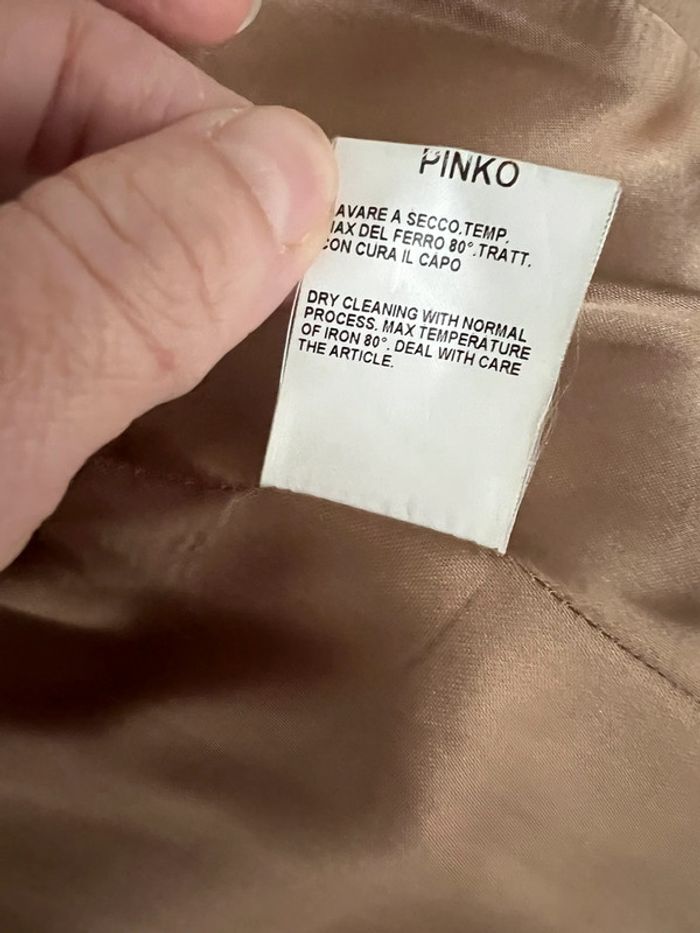 PINKO
AVARE A SECCO.TEMP.
AX DEL FERRO 80°.TRATT.
CON CURA IL CAPO
DRY CLEANING WITH NORMAL
PROCESS. MAX TEMPERATURE
OF IRON 80°. DEAL WITH CARE
THE ARTICLE.